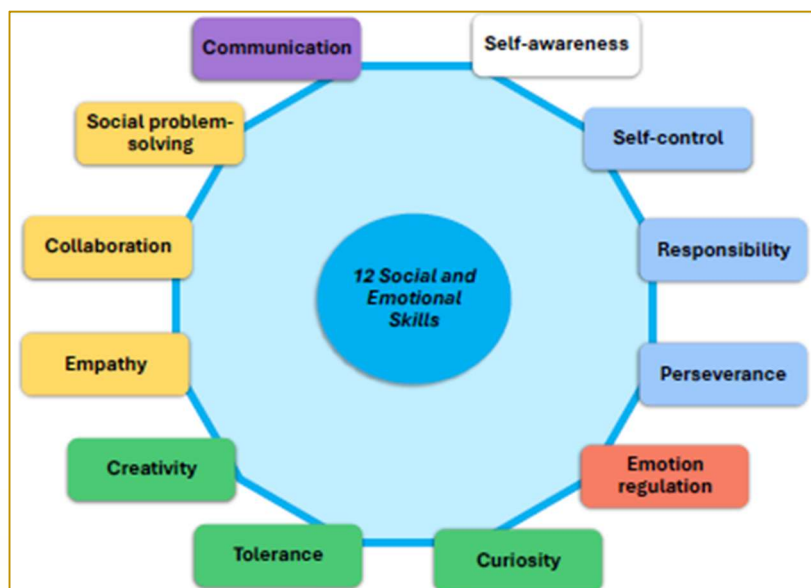 Communication
Self-awareness
Social problem-
solving
Self-control
Collaboration
Responsibility
12 Social and
Emotional
Skills
Empathy
Perseverance
Creativity
Emotion
regulation
Tolerance
Curiosity